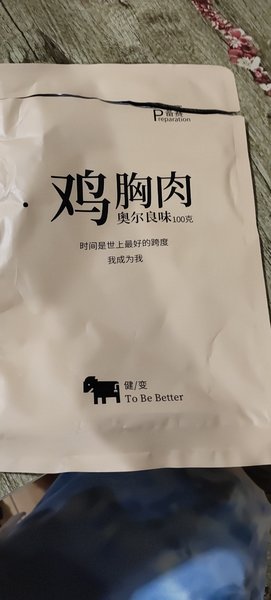 Preparation
鸡胸肉
奥尔良味100克
时间是世上最好的跨度
我成为我
健/变
To Be Better